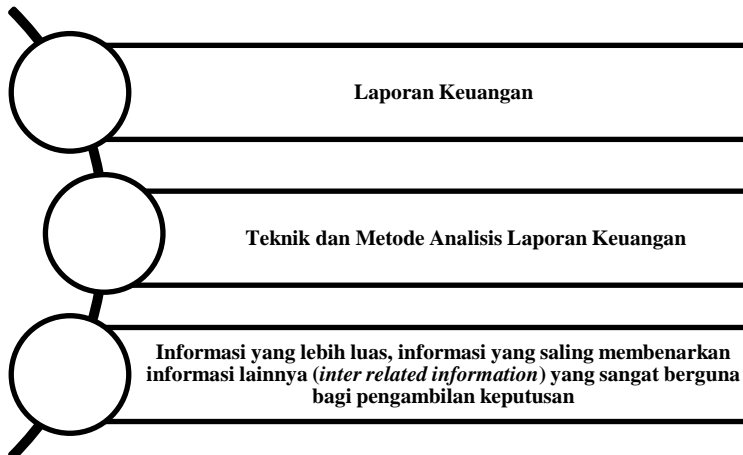 Laporan Keuangan
Teknik dan Metode Analisis Laporan Keuangan
Informasi yang lebih luas, informasi yang saling membenarkan
informasi lainnya (inter related information) yang sangat berguna
bagi pengambilan keputusan